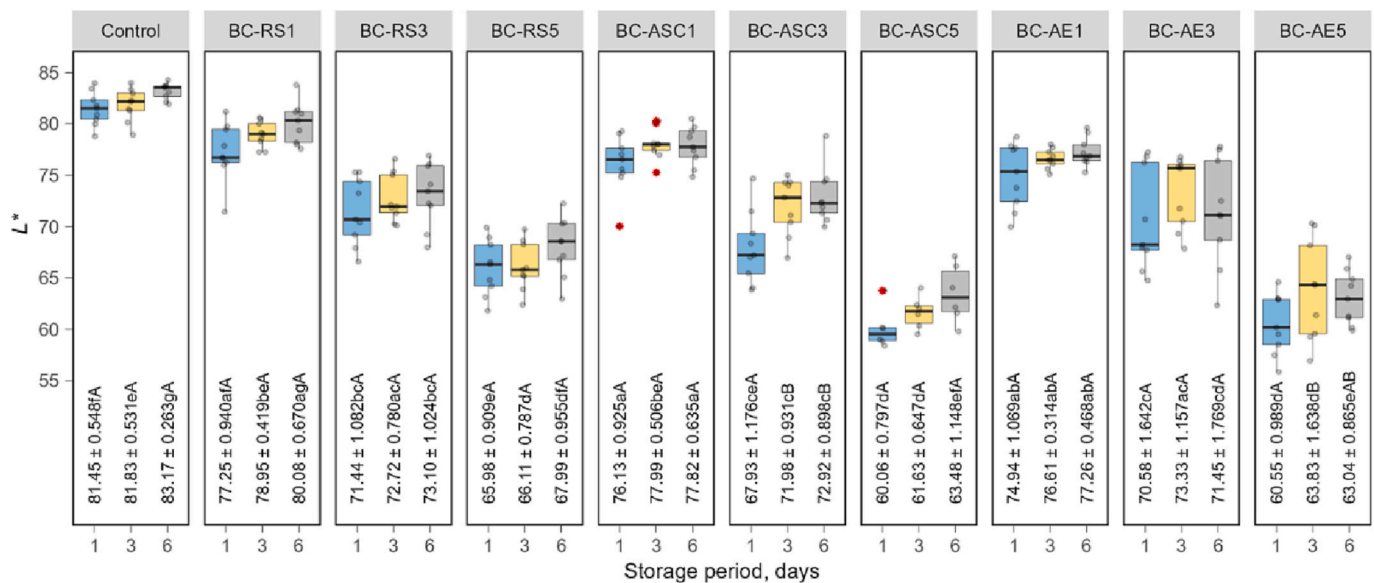 Control BC-RS1 BC-RS3 BC-RS5 BC-ASC1 BC-ASC3 BC-ASC5 BC-AE1 BC-AE3 BC-AE5
L*
85
80
75
70
65
60
55
81.45 ± 0.548fA
81.83 ± 0.531eA
83.17 ± 0.263gA
77.25 ± 0.940afA
78.95 ± 0.419beA
80.08 ± 0.670agA
71.44 ± 1.082bcA
72.72 ± 0.780acA
73.10 ± 1.024bcA
65.98 ± 0.909eA
66.11 ± 0.787dA
67.99 ± 0.955dfA
76.13 ± 0.925aA
77.99 ± 0.506beA
77.82 ± 0.635aA
67.93 ± 1.176ceA
71.98 ± 0.931cB
72.92 ± 0.898cB
60.06 ± 0.797dA
61.63 ± 0.647dA
63.48 ± 1.148efA
74.94 ± 1.069abA
76.61 ± 0.314abA
77.26 ± 0.468abA
70.58 ± 1.642cA
73.33 ± 1.157acA
71.45 ± 1.769cdA
60.55 ± 0.989dA
63.83 ± 1.638dB
63.04 ± 0.865eAB
1 3 6 1 3 6 1 3 6 1 3 6 1 3 6 1 3 6 1 3 6 1 3 6 1 3 6 1 3 6
Storage period, days